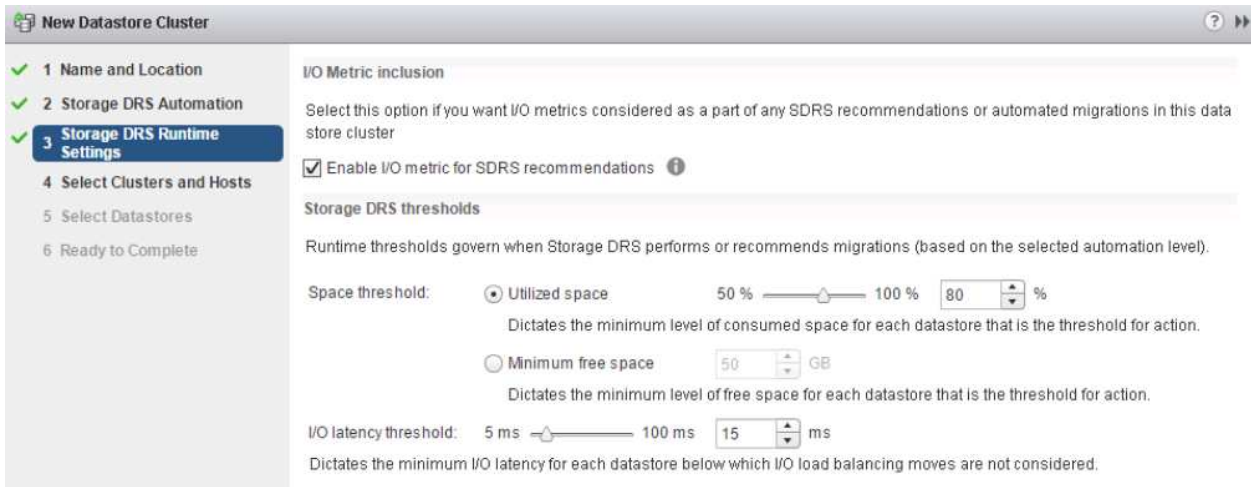 New Datastore Cluster
?
1 Name and Location
2 Storage DRS Automation
3 Storage DRS Runtime
Settings
4 Select Clusters and Hosts
5 Select Datastores
6 Ready to Complete
I/O Metric inclusion
Select this option if you want I/O metrics considered as a part of any SDRS recommendations or automated migrations in this data
store cluster
Enable I/O metric for SDRS recommendations
Storage DRS thresholds
Runtime thresholds govern when Storage DRS performs or recommends migrations (based on the selected automation level).
Space threshold: Utilized space 50 % 100 % 80 %
Dictates the minimum level of consumed space for each datastore that is the threshold for action.
Minimum free space 50 GB
Dictates the minimum level of free space for each datastore that is the threshold for action.
I/O latency threshold: 5 ms 100 ms 15 ms
Dictates the minimum I/O latency for each datastore below which I/O load balancing moves are not considered.